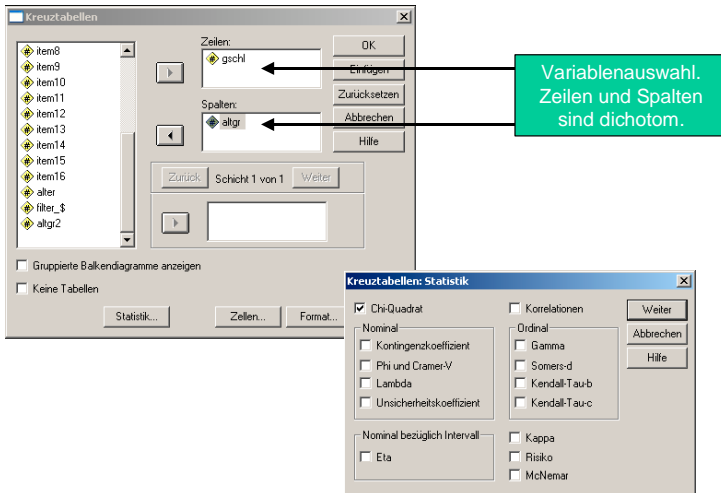 Kreuztabellen
item8
item9
item10
item11
item12
item13
item14
item15
item16
alter
filter_$
altgr2
Zeilen:
gschl
Spalten:
altgr
OK
Einfügen
Zurücksetzen
Abbrechen
Hilfe
Zurück Schicht 1 von 1 Weiter
Gruppierte Balkendiagramme anzeigen
Keine Tabellen
Statistik... Zellen... Format...
Variablenauswahl.
Zeilen und Spalten
sind dichotom.
Kreuztabellen: Statistik
Chi-Quadrat
Korrelationen
Nominal
Kontingenzkoeffizient
Phi und Cramer-V
Lambda
Unsicherheitskoeffizient
Ordinal
Gamma
Somers-d
Kendall-Tau-b
Kendall-Tau-c
Nominal bezüglich Intervall
Eta
Kappa
Risiko
McNemar
Weiter
Abbrechen
Hilfe